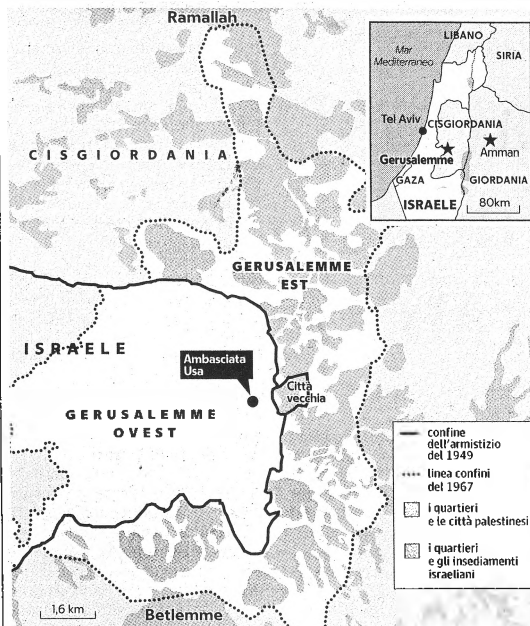 Ramallah
CISGIORDANIA
GERUSALEMME
EST
ISRAELE
Ambasciata
Usa
Città
vecchia
GERUSALEMME
OVEST
1,6 km
Betlemme
LIBANO
Mar
Mediterraneo
SIRIA
Tel Aviv
CISGIORDANIA
Gerusalemme
Amman
GAZA
GIORDANIA
ISRAELE
80km
confine
dell'armistizio
del 1949
linea confini
del 1967
i quartieri
e le città palestinesi
i quartieri
e gli insediamenti
israeliani